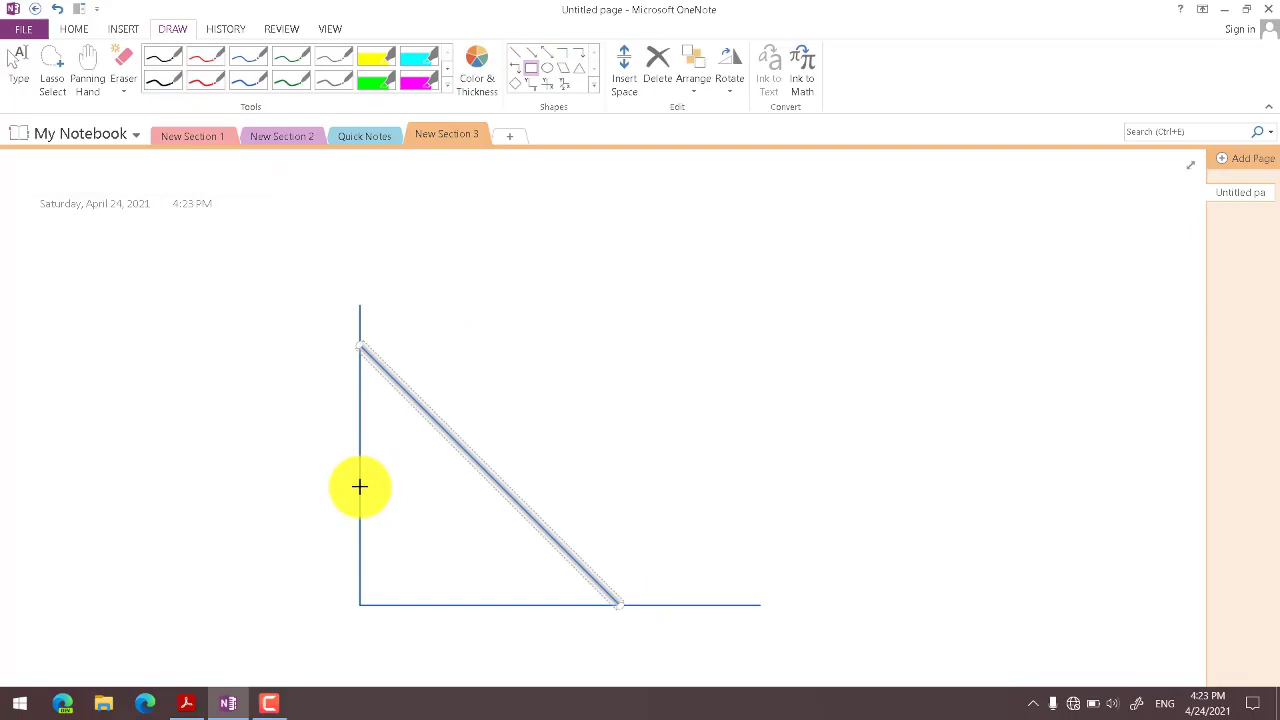 Untitled page - Microsoft OneNote
?
FILE HOME INSERT DRAW HISTORY REVIEW VIEW
Sign in
Type Lasso Select Panning Hand Eraser
Color & Thickness
Insert Space Delete Arrange Rotate
Ink to Text Ink to Math
Tools Shapes Edit Convert
My Notebook New Section 1 New Section 2 Quick Notes New Section 3 +
Search (Ctrl+E)
Add Page
Untitled pa
Saturday, April 24, 2021 4:23 PM
DEV
ENG
4:23 PM
4/24/2021